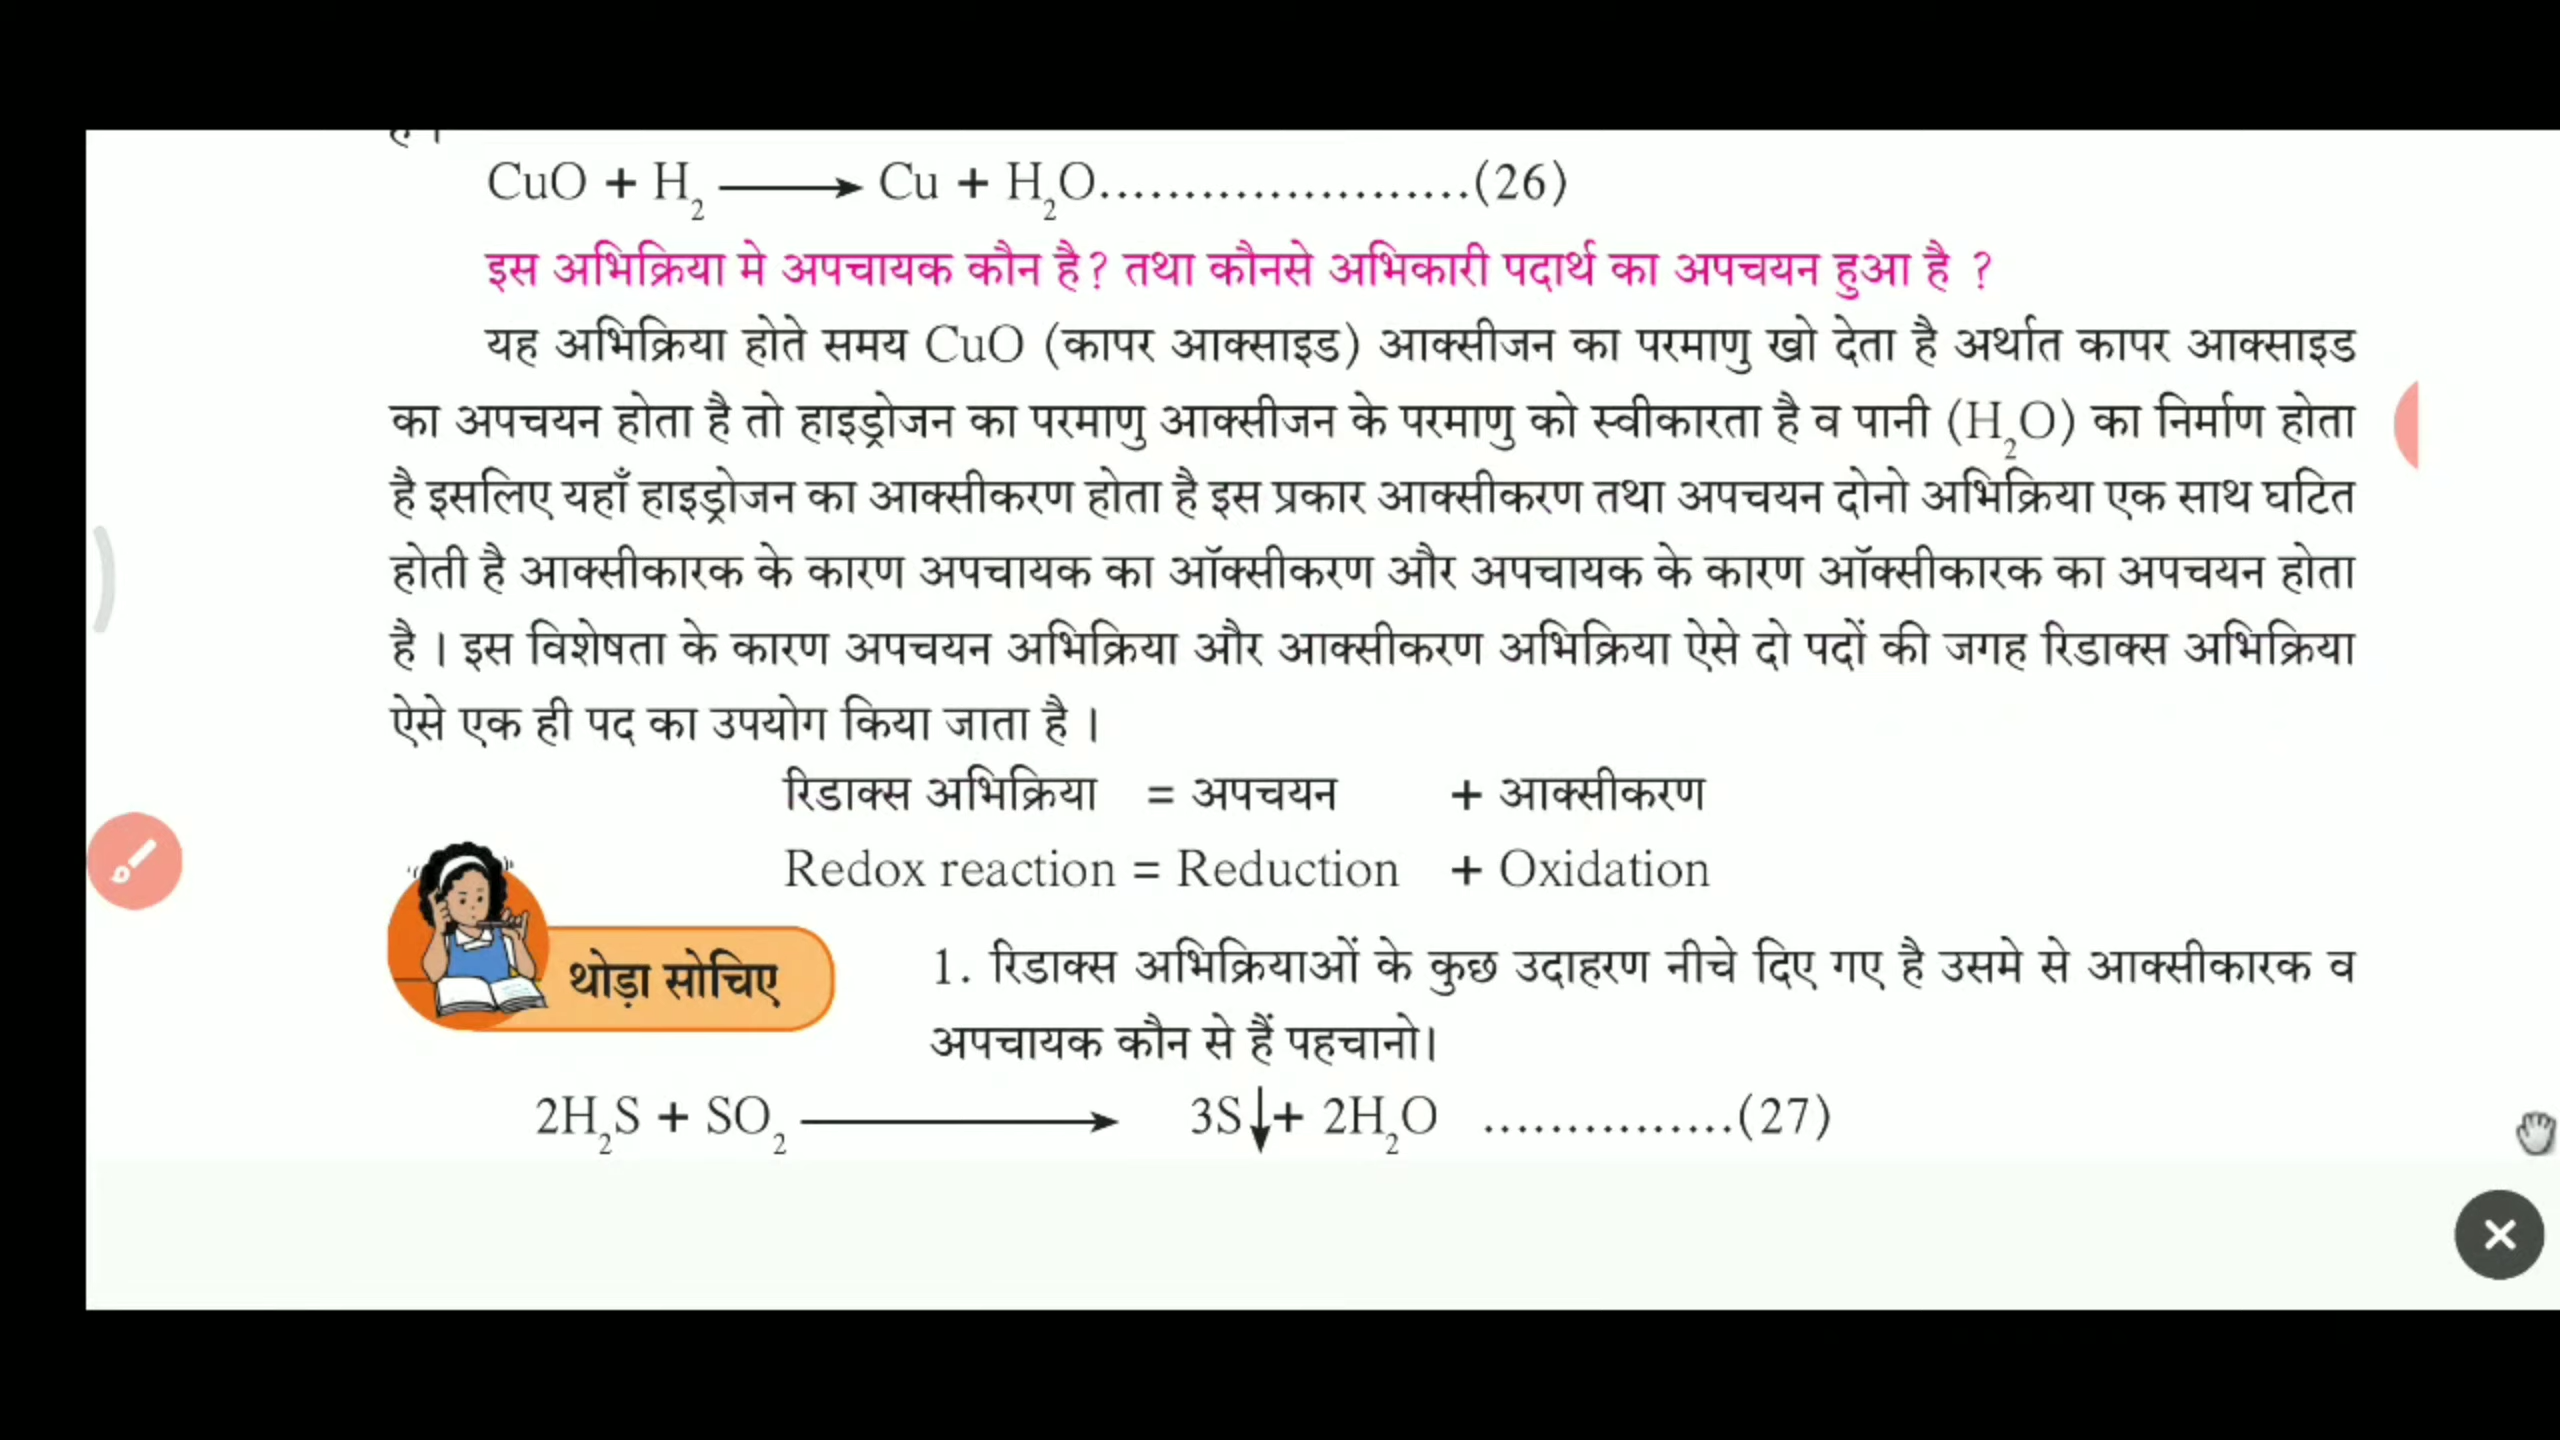 CuO + H₂ ⟶ Cu + H₂O......................(26)
इस अभिक्रिया मे अपचायक कौन है? तथा कौनसे अभिकारी पदार्थ का अपचयन हुआ है ?
यह अभिक्रिया होते समय CuO (कापर आक्साइड) आक्सीजन का परमाणु खो देता है अर्थात कापर आक्साइड
का अपचयन होता है तो हाइड्रोजन का परमाणु आक्सीजन के परमाणु को स्वीकारता है व पानी (H₂O) का निर्माण होता
है इसलिए यहाँ हाइड्रोजन का आक्सीकरण होता है इस प्रकार आक्सीकरण तथा अपचयन दोनो अभिक्रिया एक साथ घटित
होती है आक्सीकारक के कारण अपचायक का ऑक्सीकरण और अपचायक के कारण ऑक्सीकारक का अपचयन होता
है । इस विशेषता के कारण अपचयन अभिक्रिया और आक्सीकरण अभिक्रिया ऐसे दो पदों की जगह रिडाक्स अभिक्रिया
ऐसे एक ही पद का उपयोग किया जाता है ।
रिडाक्स अभिक्रिया = अपचयन + आक्सीकरण
Redox reaction = Reduction + Oxidation
थोड़ा सोचिए
1. रिडाक्स अभिक्रियाओं के कुछ उदाहरण नीचे दिए गए है उसमे से आक्सीकारक व
अपचायक कौन से हैं पहचानो।
2H₂S + SO₂ ⟶ 3S↓+ 2H₂O ...............(27)